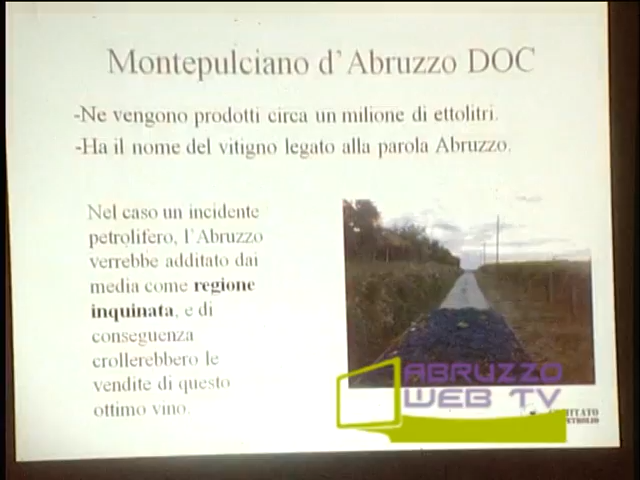 Montepulciano d'Abruzzo DOC
-Ne vengono prodotti circa un milione di ettolitri.
-Ha il nome del vitigno legato alla parola Abruzzo.
Nel caso un incidente
petrolifero, l'Abruzzo
verrebbe additato dai
media come regione
inquinata, e di
conseguenza
crollerebbero le
vendite di questo
ottimo vino.
ABRUZZO
WEB TV